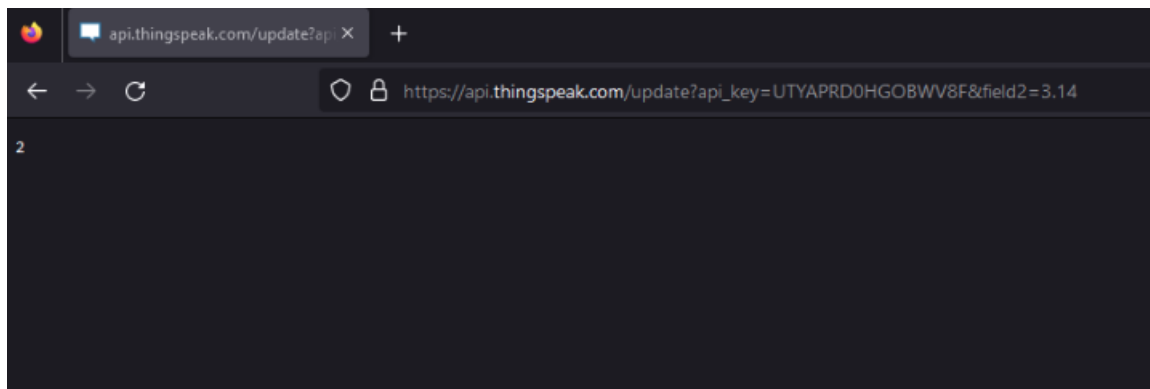 api.thingspeak.com/update?api
https://api.thingspeak.com/update?api_key=UTYAPRD0HGOBWV8F&field2=3.14
2